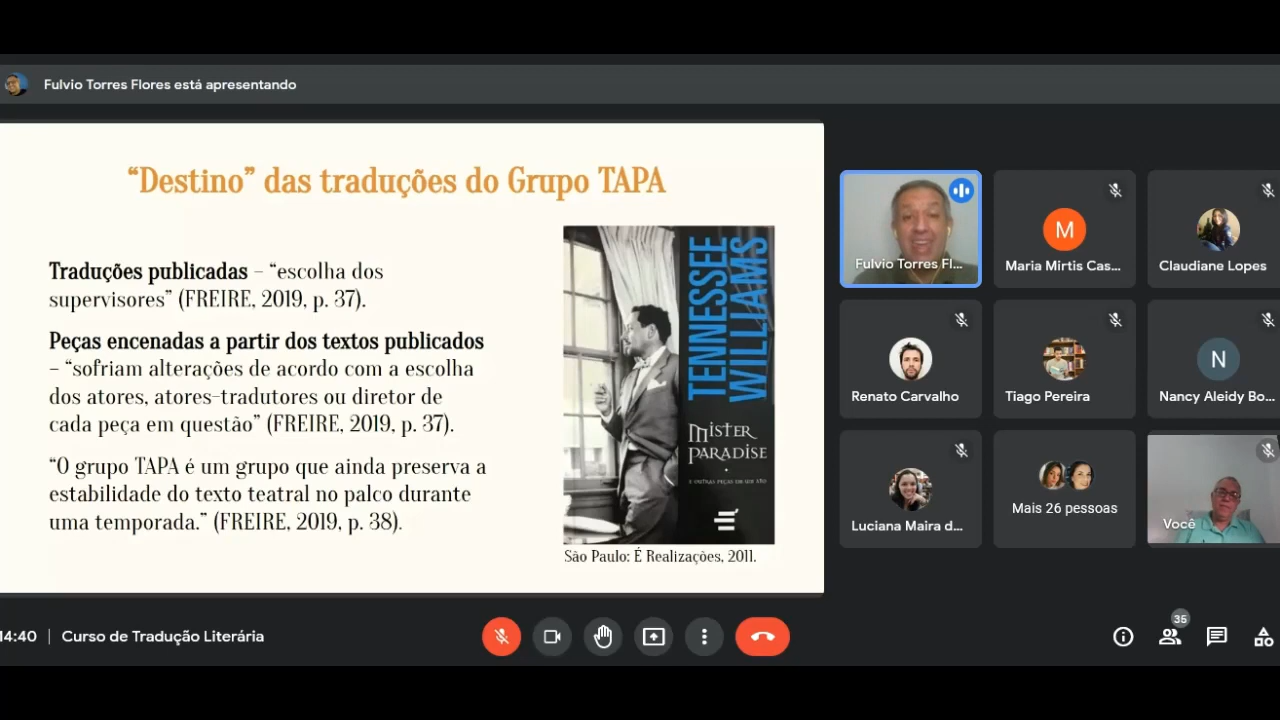 Fulvio Torres Flores está apresentando
“Destino” das traduções do Grupo TAPA
Traduções publicadas – “escolha dos
supervisores” (FREIRE, 2019, p. 37).
Peças encenadas a partir dos textos publicados
– “sofriam alterações de acordo com a escolha
dos atores, atores-tradutores ou diretor de
cada peça em questão” (FREIRE, 2019, p. 37).
“O grupo TAPA é um grupo que ainda preserva a
estabilidade do texto teatral no palco durante
uma temporada.” (FREIRE, 2019, p. 38).
TENNESSEE
WILLIAMS
MISTER
PARADISE
E OUTRAS PEÇAS EM UM ATO
São Paulo: É Realizações, 2011.
Fulvio Torres Fl...
M
Maria Mirtis Cas...
Claudiane Lopes
Renato Carvalho
Tiago Pereira
N
Nancy Aleidy Bo...
Luciana Maira d...
Mais 26 pessoas
Você
14:40 | Curso de Tradução Literária
35